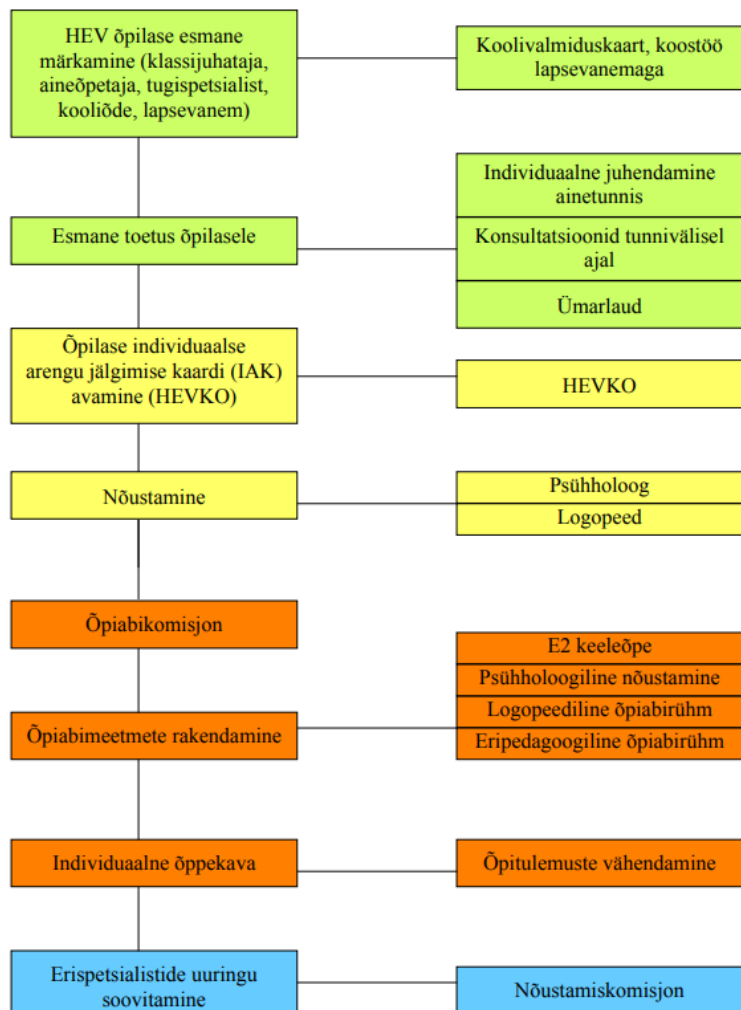 HEV õpilase esmane
märkamine (klassijuhataja,
aineõpetaja, tugispetsialist,
kooliõde, lapsevanem)
Koolivalmiduskaart, koostöö
lapsevanemaga
Esmane toetus õpilasele
Individuaalne juhendamine
ainetunnis
Konsultatsioonid tunnivälisel
ajal
Ümarlaud
Õpilase individuaalse
arengu jälgimise kaardi (IAK)
avamine (HEVKO)
HEVKO
Nõustamine
Psühholoog
Logopeed
Õpiabikomisjon
Õpiabimeetmete rakendamine
E2 keeleõpe
Psühholoogiline nõustamine
Logopeediline õpiabirühm
Eripedagoogiline õpiabirühm
Individuaalne õppekava
Õpitulemuste vähendamine
Erispetsialistide uuringu
soovitamine
Nõustamiskomisjon